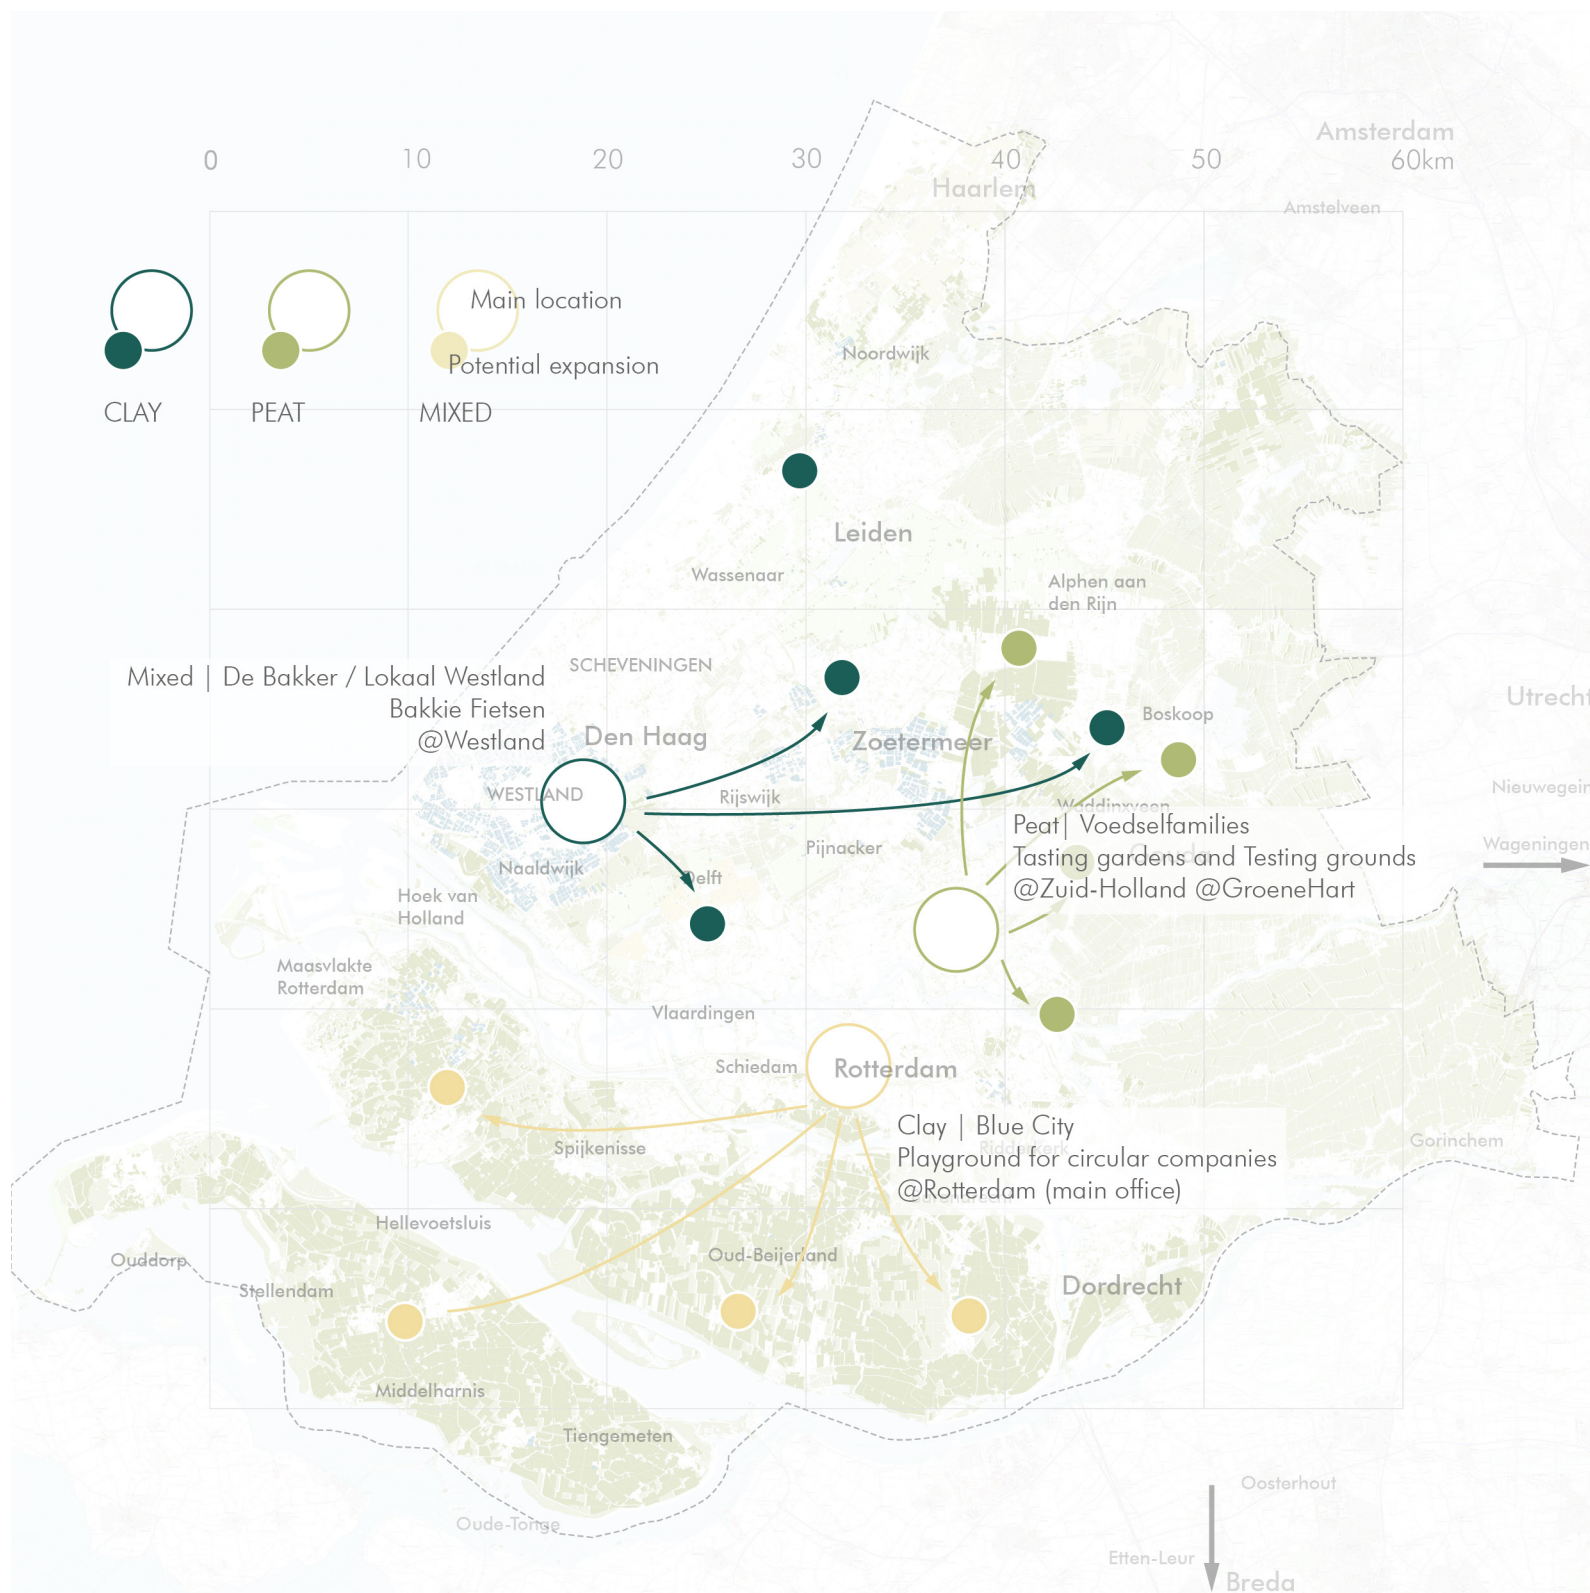 Amsterdam
0 10 20 30 40 50 60km
Haarlem
Amstelveen
Main location
Noordwijk
Potential expansion
CLAY PEAT MIXED
Leiden
Wassenaar
Alphen aan
den Rijn
SCHEVENINGEN
Mixed | De Bakker / Lokaal Westland
Bakkie Fietsen
@Westland
Utrecht
Boskoop
Den Haag
Zoetermeer
Nieuwegein
WESTLAND
Rijswijk
Waddinxveen
Peat| Voedselfamilies
Tasting gardens and Testing grounds
@Zuid-Holland @GroeneHart
Gouda
Wageningen
Pijnacker
Naaldwijk
Delft
Hoek van
Holland
Maasvlakte
Rotterdam
Vlaardingen
Schiedam
Rotterdam
Clay | Blue City
Playground for circular companies
@Rotterdam (main office)
Ridderkerk
Gorinchem
Spijkenisse
Hellevoetsluis
Ouddorp
Oud-Beijerland
Stellendam
Dordrecht
Middelharnis
Tiengemeten
Oosterhout
Oude-Tonge
Etten-Leur
Breda